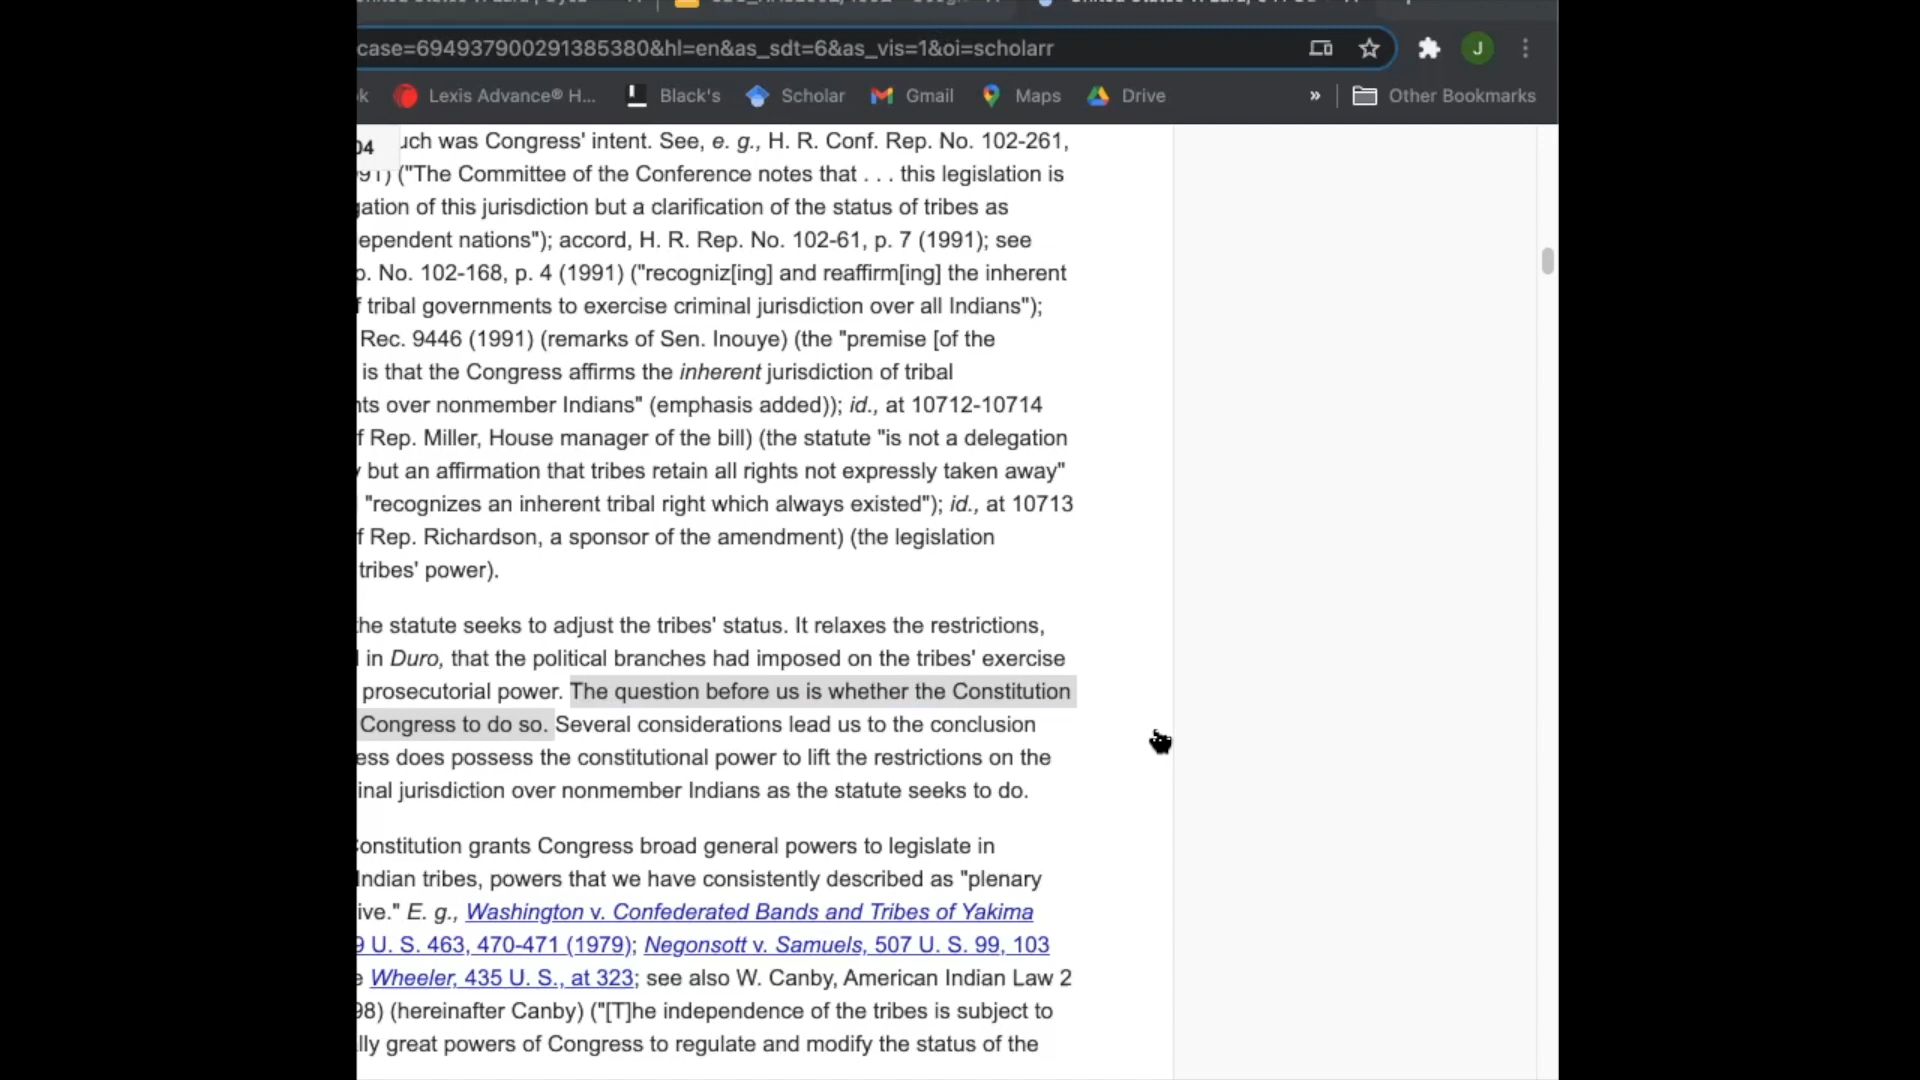 case=694937900291385380&hl=en&as_sdt=6&as_vis=1&oi=scholarr
J
Lexis Advance® H... Black's Scholar Gmail Maps Drive » Other Bookmarks
04
uch was Congress' intent. See, e. g., H. R. Conf. Rep. No. 102-261,
91) ("The Committee of the Conference notes that . . . this legislation is
gation of this jurisdiction but a clarification of the status of tribes as
ependent nations"); accord, H. R. Rep. No. 102-61, p. 7 (1991); see
p. No. 102-168, p. 4 (1991) ("recogniz[ing] and reaffirm[ing] the inherent
f tribal governments to exercise criminal jurisdiction over all Indians");
Rec. 9446 (1991) (remarks of Sen. Inouye) (the "premise [of the
is that the Congress affirms the inherent jurisdiction of tribal
nts over nonmember Indians" (emphasis added)); id., at 10712-10714
f Rep. Miller, House manager of the bill) (the statute "is not a delegation
y but an affirmation that tribes retain all rights not expressly taken away"
"recognizes an inherent tribal right which always existed"); id., at 10713
f Rep. Richardson, a sponsor of the amendment) (the legislation
tribes' power).
the statute seeks to adjust the tribes' status. It relaxes the restrictions,
in Duro, that the political branches had imposed on the tribes' exercise
prosecutorial power. The question before us is whether the Constitution
Congress to do so. Several considerations lead us to the conclusion
ess does possess the constitutional power to lift the restrictions on the
inal jurisdiction over nonmember Indians as the statute seeks to do.
Constitution grants Congress broad general powers to legislate in
Indian tribes, powers that we have consistently described as "plenary
ive." E. g., Washington v. Confederated Bands and Tribes of Yakima
9 U. S. 463, 470-471 (1979); Negonsott v. Samuels, 507 U. S. 99, 103
Wheeler, 435 U. S., at 323; see also W. Canby, American Indian Law 2
98) (hereinafter Canby) ("[T]he independence of the tribes is subject to
lly great powers of Congress to regulate and modify the status of the